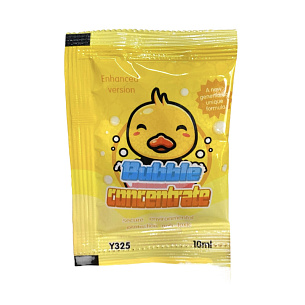 Enhanced
version
A new
generation
unique
formula
Bubble
concentrate
Y325
10ml